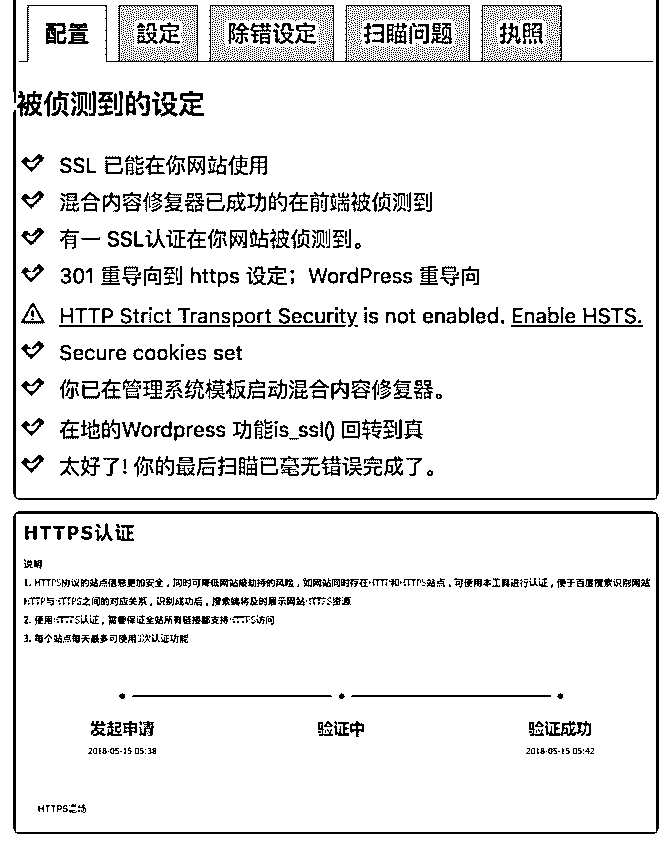 配置 設定 除错设定 扫瞄问题 执照
被侦测到的设定
SSL 已能在你网站使用
混合内容修复器已成功的在前端被侦测到
有一 SSL认证在你网站被侦测到。
301 重导向到 https 设定；WordPress 重导向
HTTP Strict Transport Security is not enabled. Enable HSTS.
Secure cookies set
你已在管理系统模板启动混合内容修复器。
在地的Wordpress 功能is_ssl() 回转到真
太好了! 你的最后扫瞄已毫无错误完成了。
HTTPS认证
说明
1. HTTPS协议的站点信息更加安全，同时可降低网站被劫持的风险，如网站同时存在HTTP和HTTPS站点，可使用本工具进行认证，便于百度搜索识别网站
HTTP与HTTPS之间的对应关系，识别成功后，搜索端将及时展示网站HTTPS资源
2. 使用HTTPS认证，需要保证全站所有链接都支持HTTPS访问
3. 每个站点每天最多可使用 次认证功能
发起申请 验证中 验证成功
2018-05-15 05:38 2018-05-15 05:42
HTTPS